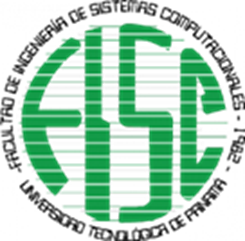 FACULTAD DE INGENIERÍA DE SISTEMAS COMPUTACIONALES - 1982 -
FISC
UNIVERSIDAD TECNOLÓGICA DE PANAMÁ